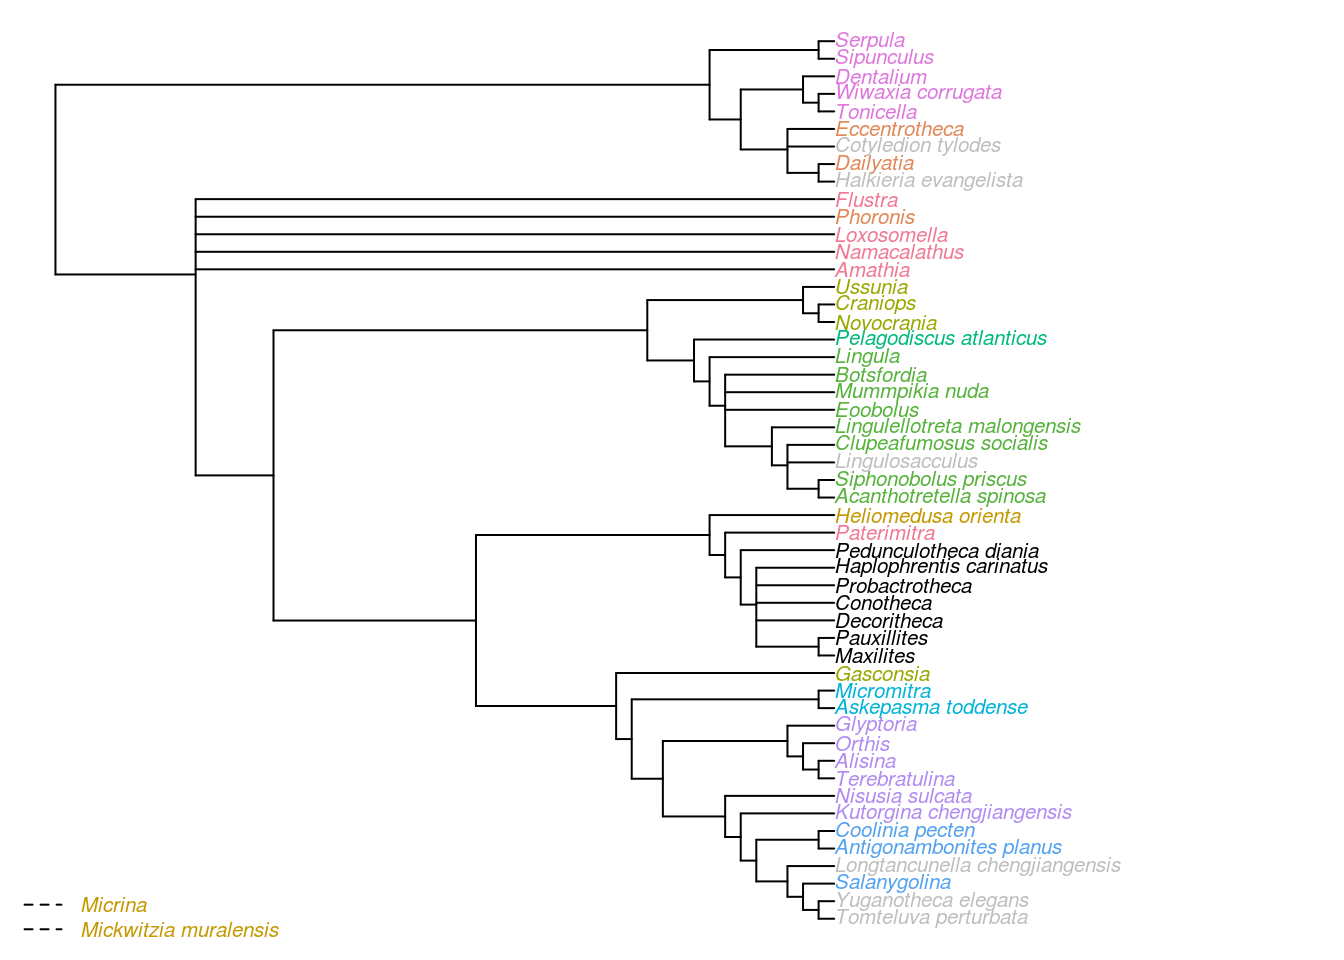 Serpula
Sipunculus
Dentalium
Wiwaxia corrugata
Tonicella
Eccentrotheca
Cotyledion tylodes
Dailyatia
Halkieria evangelista
Flustra
Phoronis
Loxosomella
Namacalathus
Amathia
Ussunia
Craniops
Novocrania
Pelagodiscus atlanticus
Lingula
Botsfordia
Mummpikia nuda
Eoobolus
Lingulellotreta malongensis
Clupeafumosus socialis
Lingulosacculus
Siphonobolus priscus
Acanthotretella spinosa
Heliomedusa orienta
Paterimitra
Pedunculotheca diania
Haplophrentis carinatus
Probactrotheca
Conotheca
Decoritheca
Pauxillites
Maxilites
Gasconsia
Micromitra
Askepasma toddense
Glyptoria
Orthis
Alisina
Terebratulina
Nisusia sulcata
Kutorgina chengjiangensis
Coolinia pecten
Antigonambonites planus
Longtancunella chengjiangensis
Salanygolina
Yuganotheca elegans
Tomteluva perturbata
Micrina
Mickwitzia muralensis